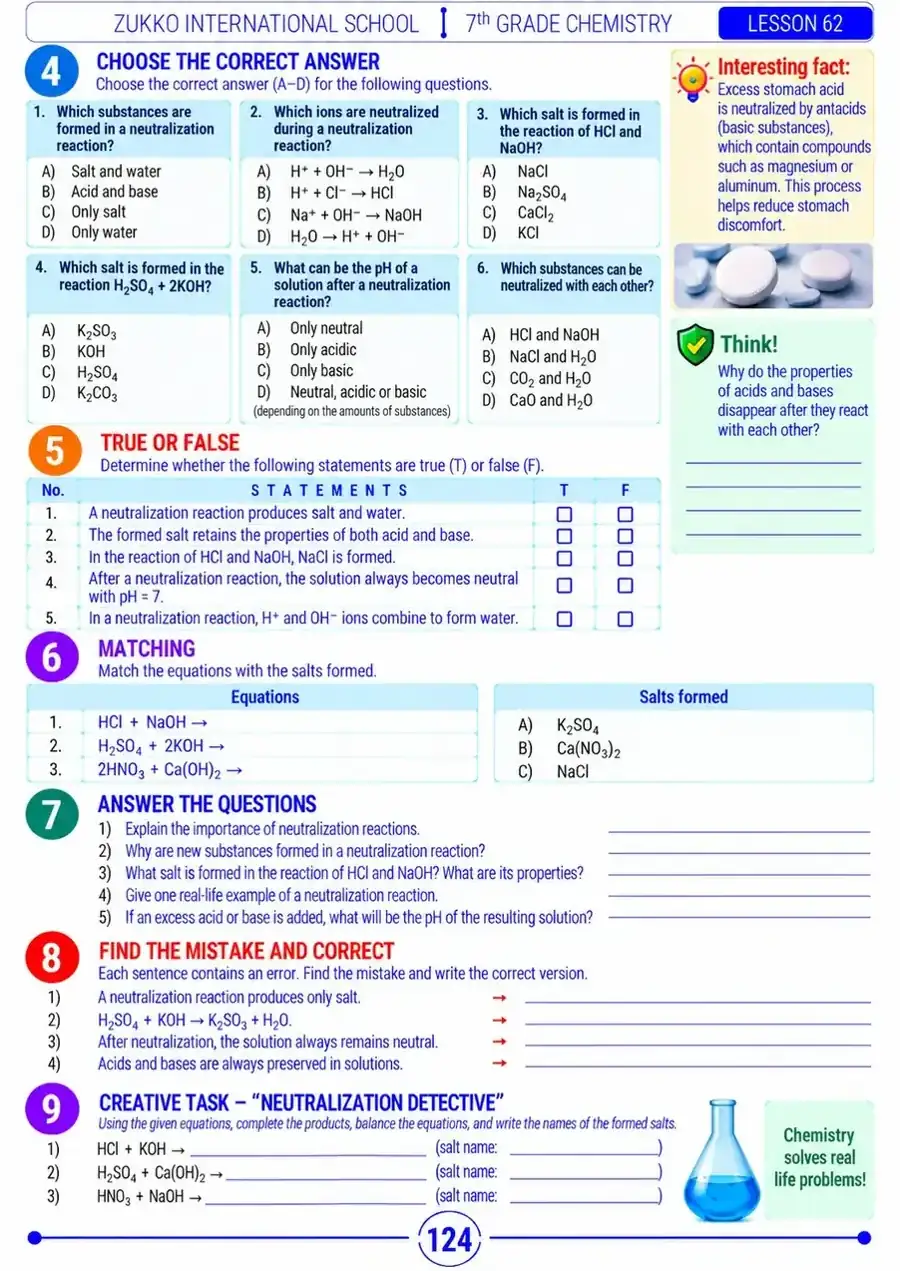 ZUKKO INTERNATIONAL SCHOOL
7th GRADE CHEMISTRY
LESSON 62
4
CHOOSE THE CORRECT ANSWER
Choose the correct answer (A–D) for the following questions.
1. Which substances are
formed in a neutralization
reaction?
A) Salt and water
B) Acid and base
C) Only salt
D) Only water
2. Which ions are neutralized
during a neutralization
reaction?
A) H⁺ + OH⁻ → H₂O
B) H⁺ + Cl⁻ → HCl
C) Na⁺ + OH⁻ → NaOH
D) H₂O → H⁺ + OH⁻
3. Which salt is formed in
the reaction of HCl and
NaOH?
A) NaCl
B) Na₂SO₄
C) CaCl₂
D) KCl
4. Which salt is formed in the
reaction H₂SO₄ + 2KOH?
A) K₂SO₃
B) KOH
C) H₂SO₄
D) K₂CO₃
5. What can be the pH of a
solution after a neutralization
reaction?
A) Only neutral
B) Only acidic
C) Only basic
D) Neutral, acidic or basic
(depending on the amounts of substances)
6. Which substances can be
neutralized with each other?
A) HCl and NaOH
B) NaCl and H₂O
C) CO₂ and H₂O
D) CaO and H₂O
Interesting fact:
Excess stomach acid
is neutralized by antacids
(basic substances),
which contain compounds
such as magnesium or
aluminum. This process
helps reduce stomach
discomfort.
Think!
Why do the properties
of acids and bases
disappear after they react
with each other?
5
TRUE OR FALSE
Determine whether the following statements are true (T) or false (F).
No. STATEMENTS T F
1. A neutralization reaction produces salt and water.
2. The formed salt retains the properties of both acid and base.
3. In the reaction of HCl and NaOH, NaCl is formed.
4. After a neutralization reaction, the solution always becomes neutral
with pH = 7.
5. In a neutralization reaction, H⁺ and OH⁻ ions combine to form water.
6
MATCHING
Match the equations with the salts formed.
Equations
1. HCl + NaOH →
2. H₂SO₄ + 2KOH →
3. 2HNO₃ + Ca(OH)₂ →
Salts formed
A) K₂SO₄
B) Ca(NO₃)₂
C) NaCl
7
ANSWER THE QUESTIONS
1) Explain the importance of neutralization reactions.
2) Why are new substances formed in a neutralization reaction?
3) What salt is formed in the reaction of HCl and NaOH? What are its properties?
4) Give one real-life example of a neutralization reaction.
5) If an excess acid or base is added, what will be the pH of the resulting solution?
8
FIND THE MISTAKE AND CORRECT
Each sentence contains an error. Find the mistake and write the correct version.
1) A neutralization reaction produces only salt. →
2) H₂SO₄ + KOH → K₂SO₃ + H₂O. →
3) After neutralization, the solution always remains neutral. →
4) Acids and bases are always preserved in solutions. →
9
CREATIVE TASK – “NEUTRALIZATION DETECTIVE”
Using the given equations, complete the products, balance the equations, and write the names of the formed salts.
1) HCl + KOH → (salt name: )
2) H₂SO₄ + Ca(OH)₂ → (salt name: )
3) HNO₃ + NaOH → (salt name: )
Chemistry
solves real
life problems!
124